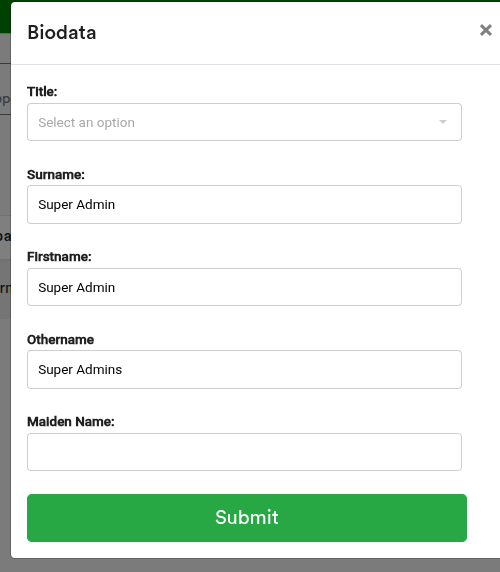 Biodata
×
Title:
Select an option
Surname:
Super Admin
Firstname:
Super Admin
Othername
Super Admins
Maiden Name:
Submit